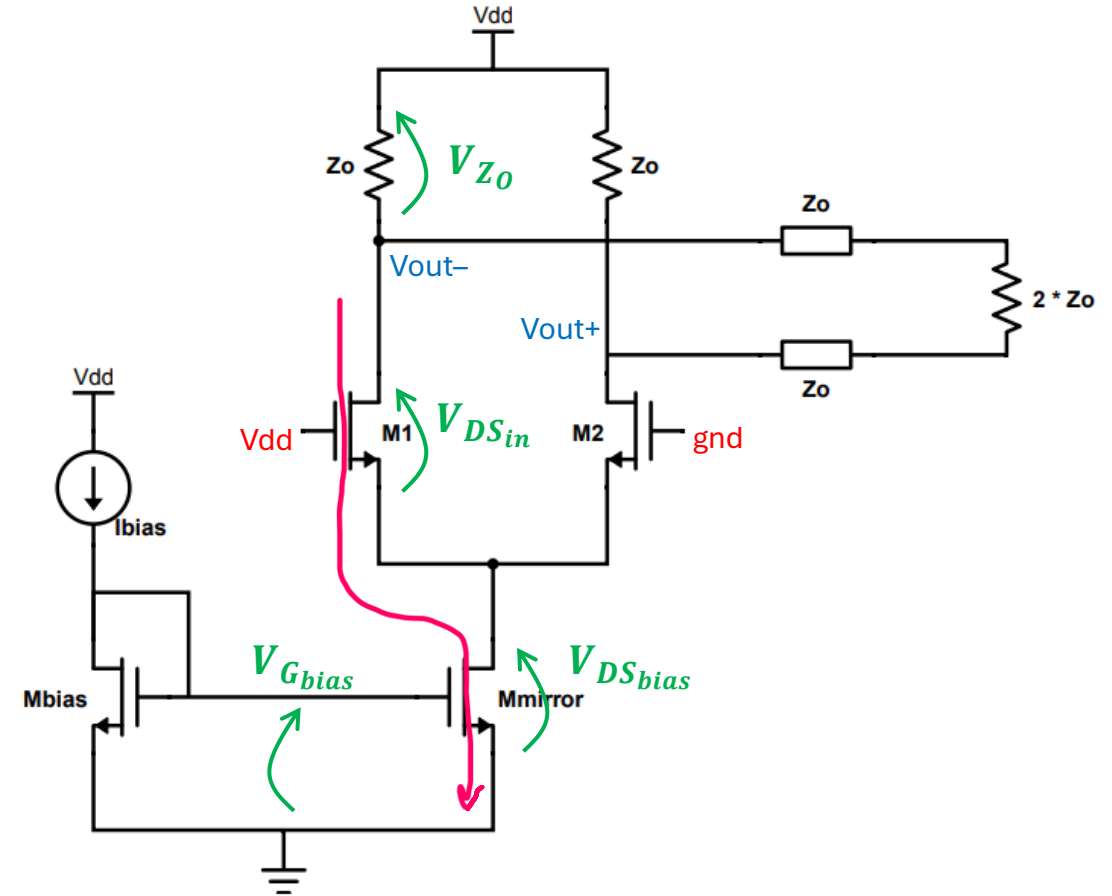 Vdd
Zo
V_{Z_O}
Zo
Zo
Vout–
2 * Zo
Vout+
Zo
Vdd
V_{DS_{in}}
Vdd
M1
M2
gnd
Ibias
V_{G_{bias}}
V_{DS_{bias}}
Mbias
Mmirror